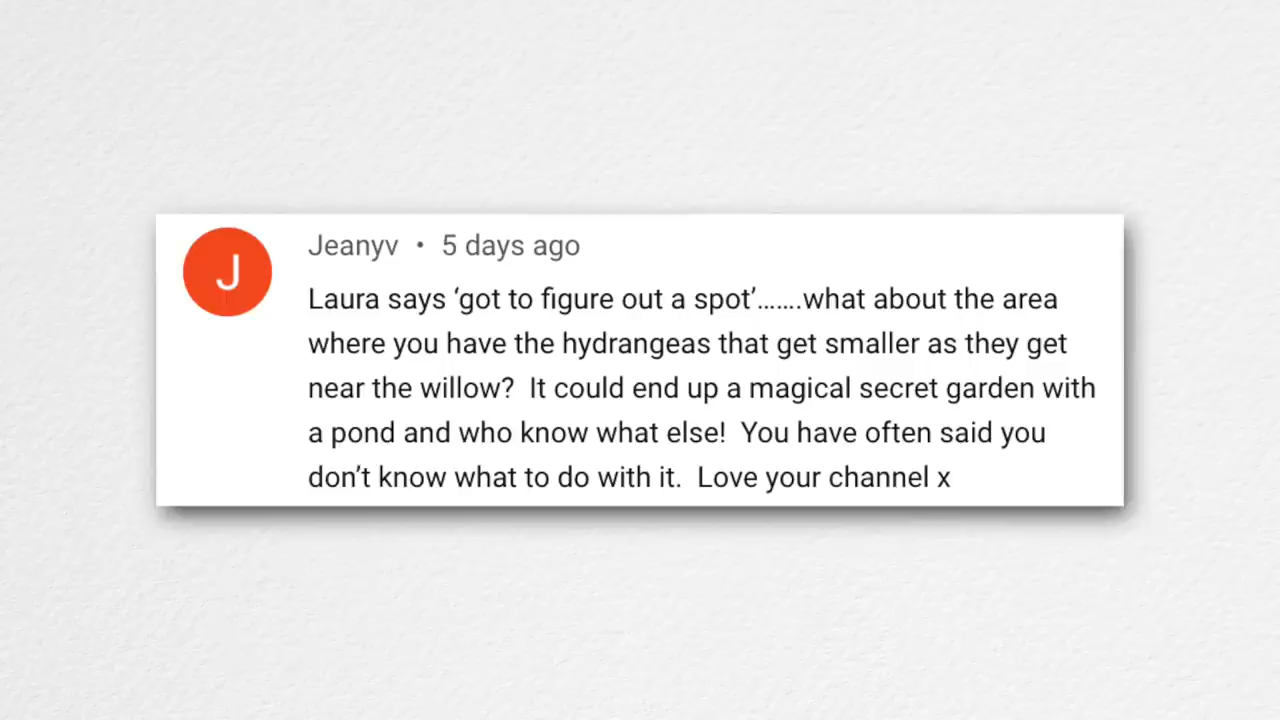 J
Jeanyv • 5 days ago
Laura says ‘got to figure out a spot’…….what about the area
where you have the hydrangeas that get smaller as they get
near the willow?  It could end up a magical secret garden with
a pond and who know what else!  You have often said you
don’t know what to do with it.  Love your channel x